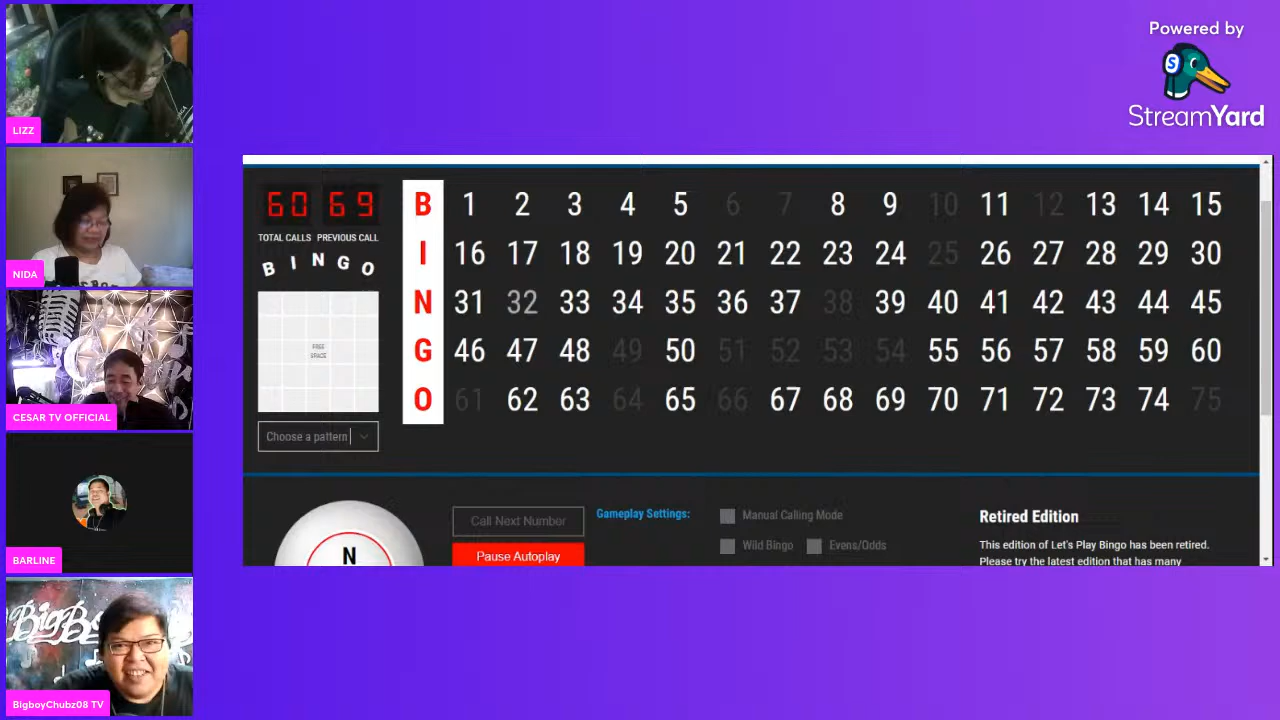 Powered by
StreamYard
LIZZ
NIDA
CESAR TV OFFICIAL
BARLINE
BigBo
BigboyChubz08 TV
60 69
TOTAL CALLS PREVIOUS CALL
B I N G O
FREE SPACE
Choose a pattern
B 1 2 3 4 5 6 7 8 9 10 11 12 13 14 15
I 16 17 18 19 20 21 22 23 24 25 26 27 28 29 30
N 31 32 33 34 35 36 37 38 39 40 41 42 43 44 45
G 46 47 48 49 50 51 52 53 54 55 56 57 58 59 60
O 61 62 63 64 65 66 67 68 69 70 71 72 73 74 75
N
Call Next Number
Pause Autoplay
Gameplay Settings:
Manual Calling Mode
Wild Bingo Evens/Odds
Retired Edition
This edition of Let's Play Bingo has been retired.
Please try the latest edition that has many